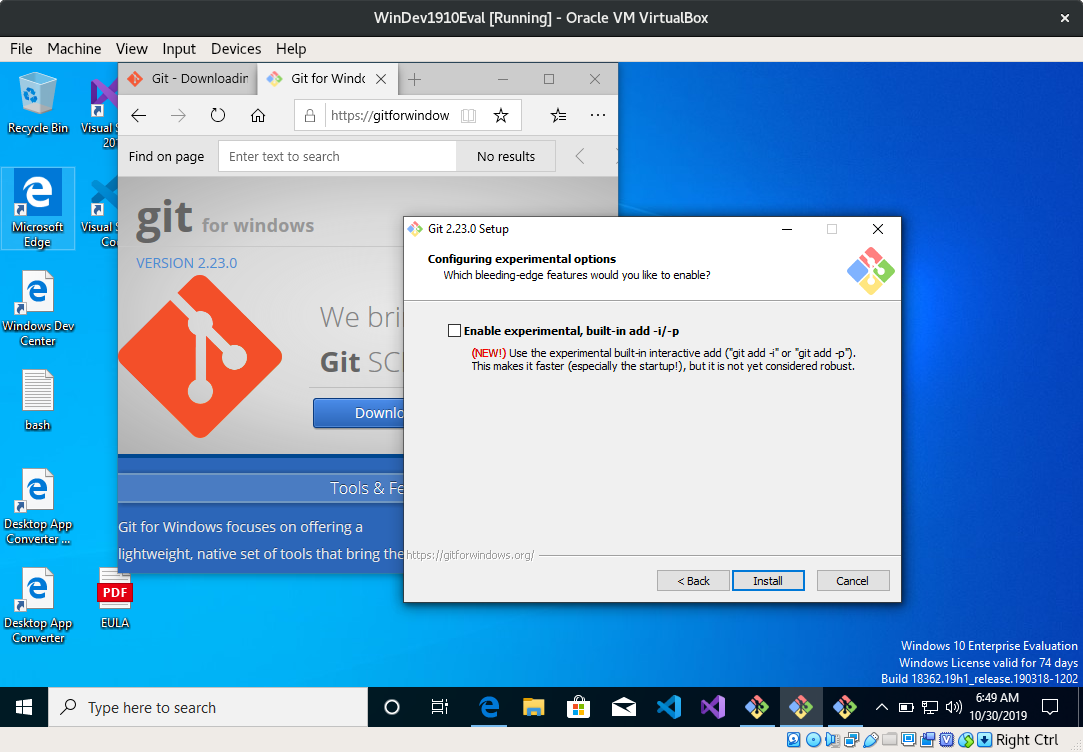 WinDev1910Eval [Running] - Oracle VM VirtualBox
File Machine View Input Devices Help
Recycle Bin
Visual S
20
Microsoft
Edge
Visual S
Co
Windows Dev
Center
bash
Desktop App
Converter ...
Desktop App
Converter
PDF
EULA
Git - Downloadin
Git for Windo
https://gitforwindow
Find on page
Enter text to search
No results
git for windows
VERSION 2.23.0
We bri
Git SC
Downlo
Tools & Fe
Git for Windows focuses on offering a
lightweight, native set of tools that bring the
Git 2.23.0 Setup
Configuring experimental options
Which bleeding-edge features would you like to enable?
Enable experimental, built-in add -i/-p
(NEW!) Use the experimental built-in interactive add ("git add -i" or "git add -p").
This makes it faster (especially the startup!), but it is not yet considered robust.
https://gitforwindows.org/
< Back
Install
Cancel
Windows 10 Enterprise Evaluation
Windows License valid for 74 days
Build 18362.19h1_release.190318-1202
Type here to search
6:49 AM
10/30/2019
Right Ctrl